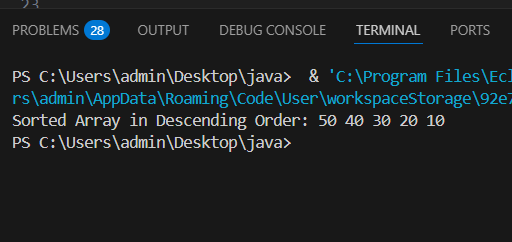 PROBLEMS 28 OUTPUT DEBUG CONSOLE TERMINAL PORTS
PS C:\Users\admin\Desktop\java>  & 'C:\Program Files\Ecl
rs\admin\AppData\Roaming\Code\User\workspaceStorage\92e7
Sorted Array in Descending Order: 50 40 30 20 10
PS C:\Users\admin\Desktop\java>